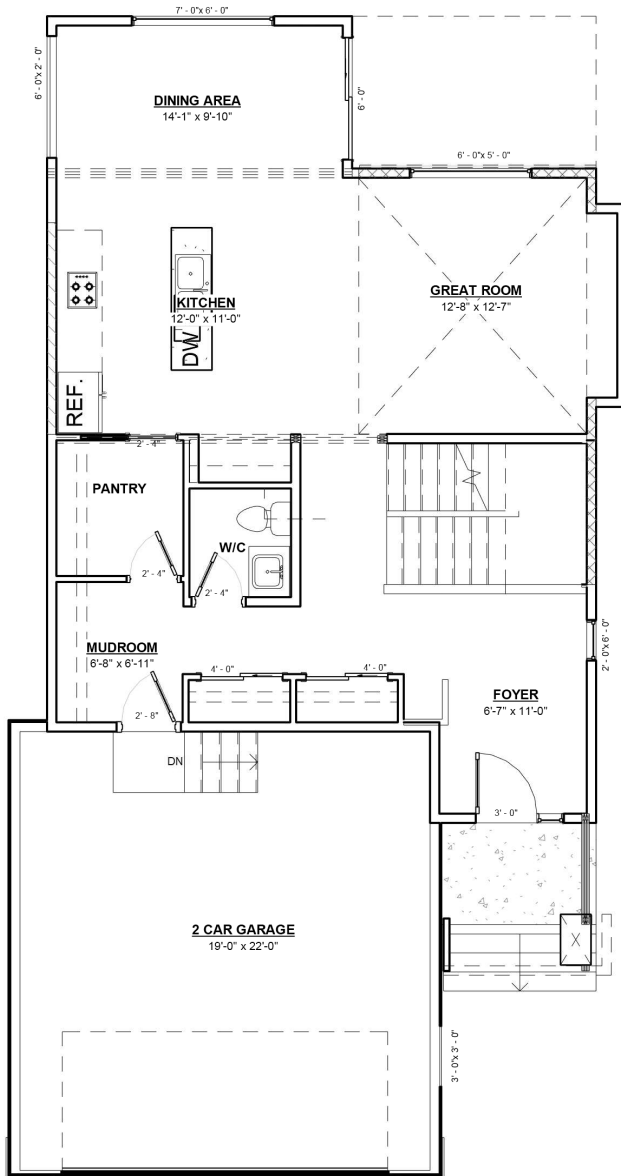 7' - 0"x 6' - 0"
6' - 0"x 2' - 0"
DINING AREA
14'-1" x 9'-10"
6' - 0"
6' - 0"x 5' - 0"
KITCHEN
12'-0" x 11'-0"
DW
GREAT ROOM
12'-8" x 12'-7"
REF.
2' - 4"
PANTRY
W/C
2' - 4"
2' - 4"
MUDROOM
6'-8" x 6'-11"
4' - 0"
4' - 0"
2' - 0"x 6' - 0"
FOYER
6'-7" x 11'-0"
2' - 8"
DN
3' - 0"
2 CAR GARAGE
19'-0" x 22'-0"
3' - 0"x 3' - 0"